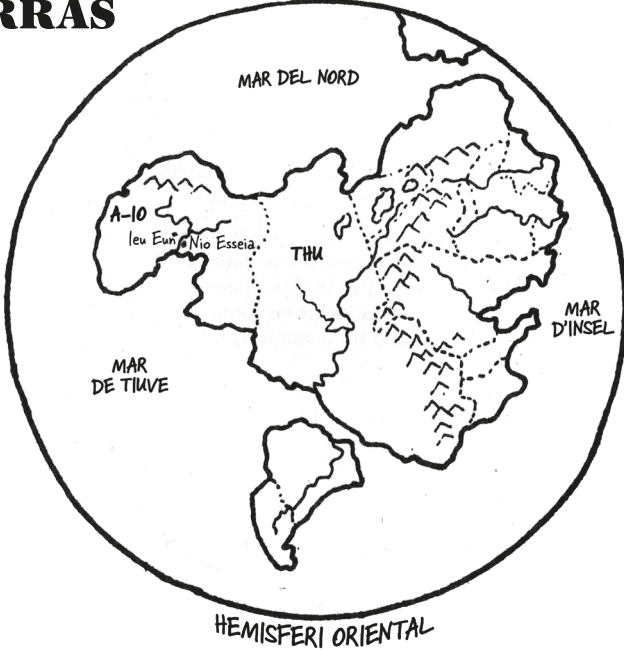 RRAS
MAR DEL NORD
A-IO
Ieu Eun
Nio Esseia
THU
MAR
D'INSEL
MAR
DE TIUVE
HEMISFERI ORIENTAL